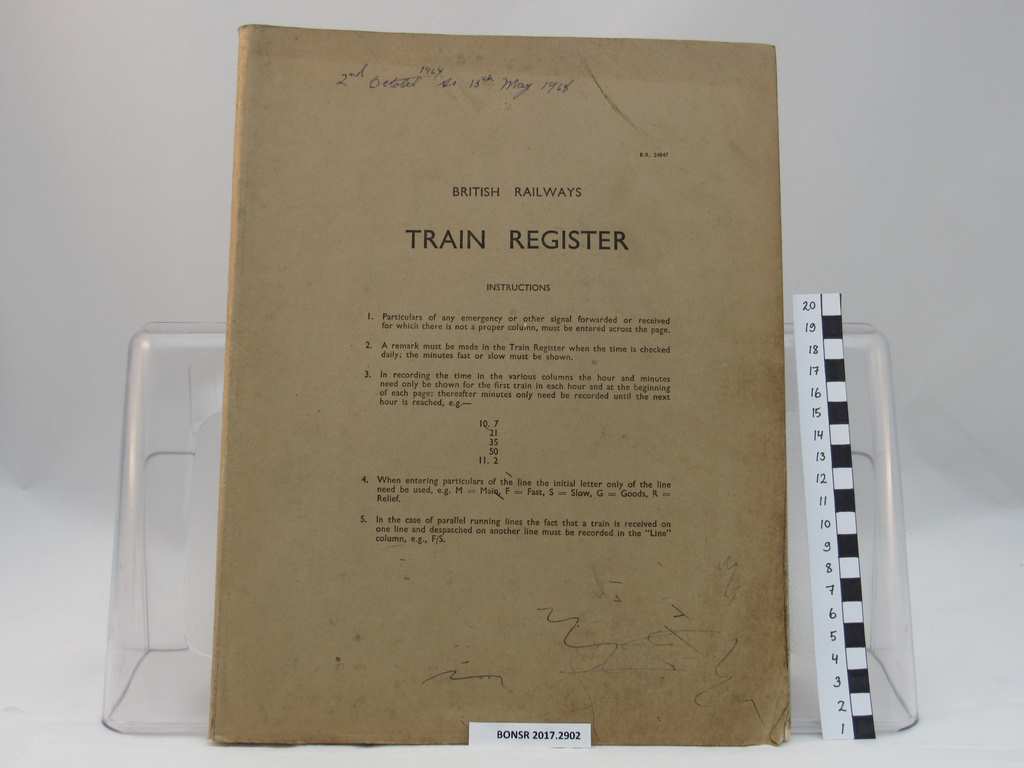 2nd October 1964 to 13th May 1968
B.R. 24847
BRITISH RAILWAYS
TRAIN REGISTER
INSTRUCTIONS
1. Particulars of any emergency or other signal forwarded or received
for which there is not a proper column, must be entered across the page.
2. A remark must be made in the Train Register when the time is checked
daily; the minutes fast or slow must be shown.
3. In recording the time in the various columns the hour and minutes
need only be shown for the first train in each hour and at the beginning
of each page; thereafter minutes only need be recorded until the next
hour is reached, e.g.—
10. 7
21
35
50
11. 2
4. When entering particulars of the line the initial letter only of the line
need be used, e.g. M = Main, F = Fast, S = Slow, G = Goods, R =
Relief.
5. In the case of parallel running lines the fact that a train is received on
one line and despatched on another line must be recorded in the "Line"
column, e.g., F/S.
BONSR 2017.2902
20
19
18
17
16
15
14
13
12
11
10
9
8
7
6
5
4
3
2
1